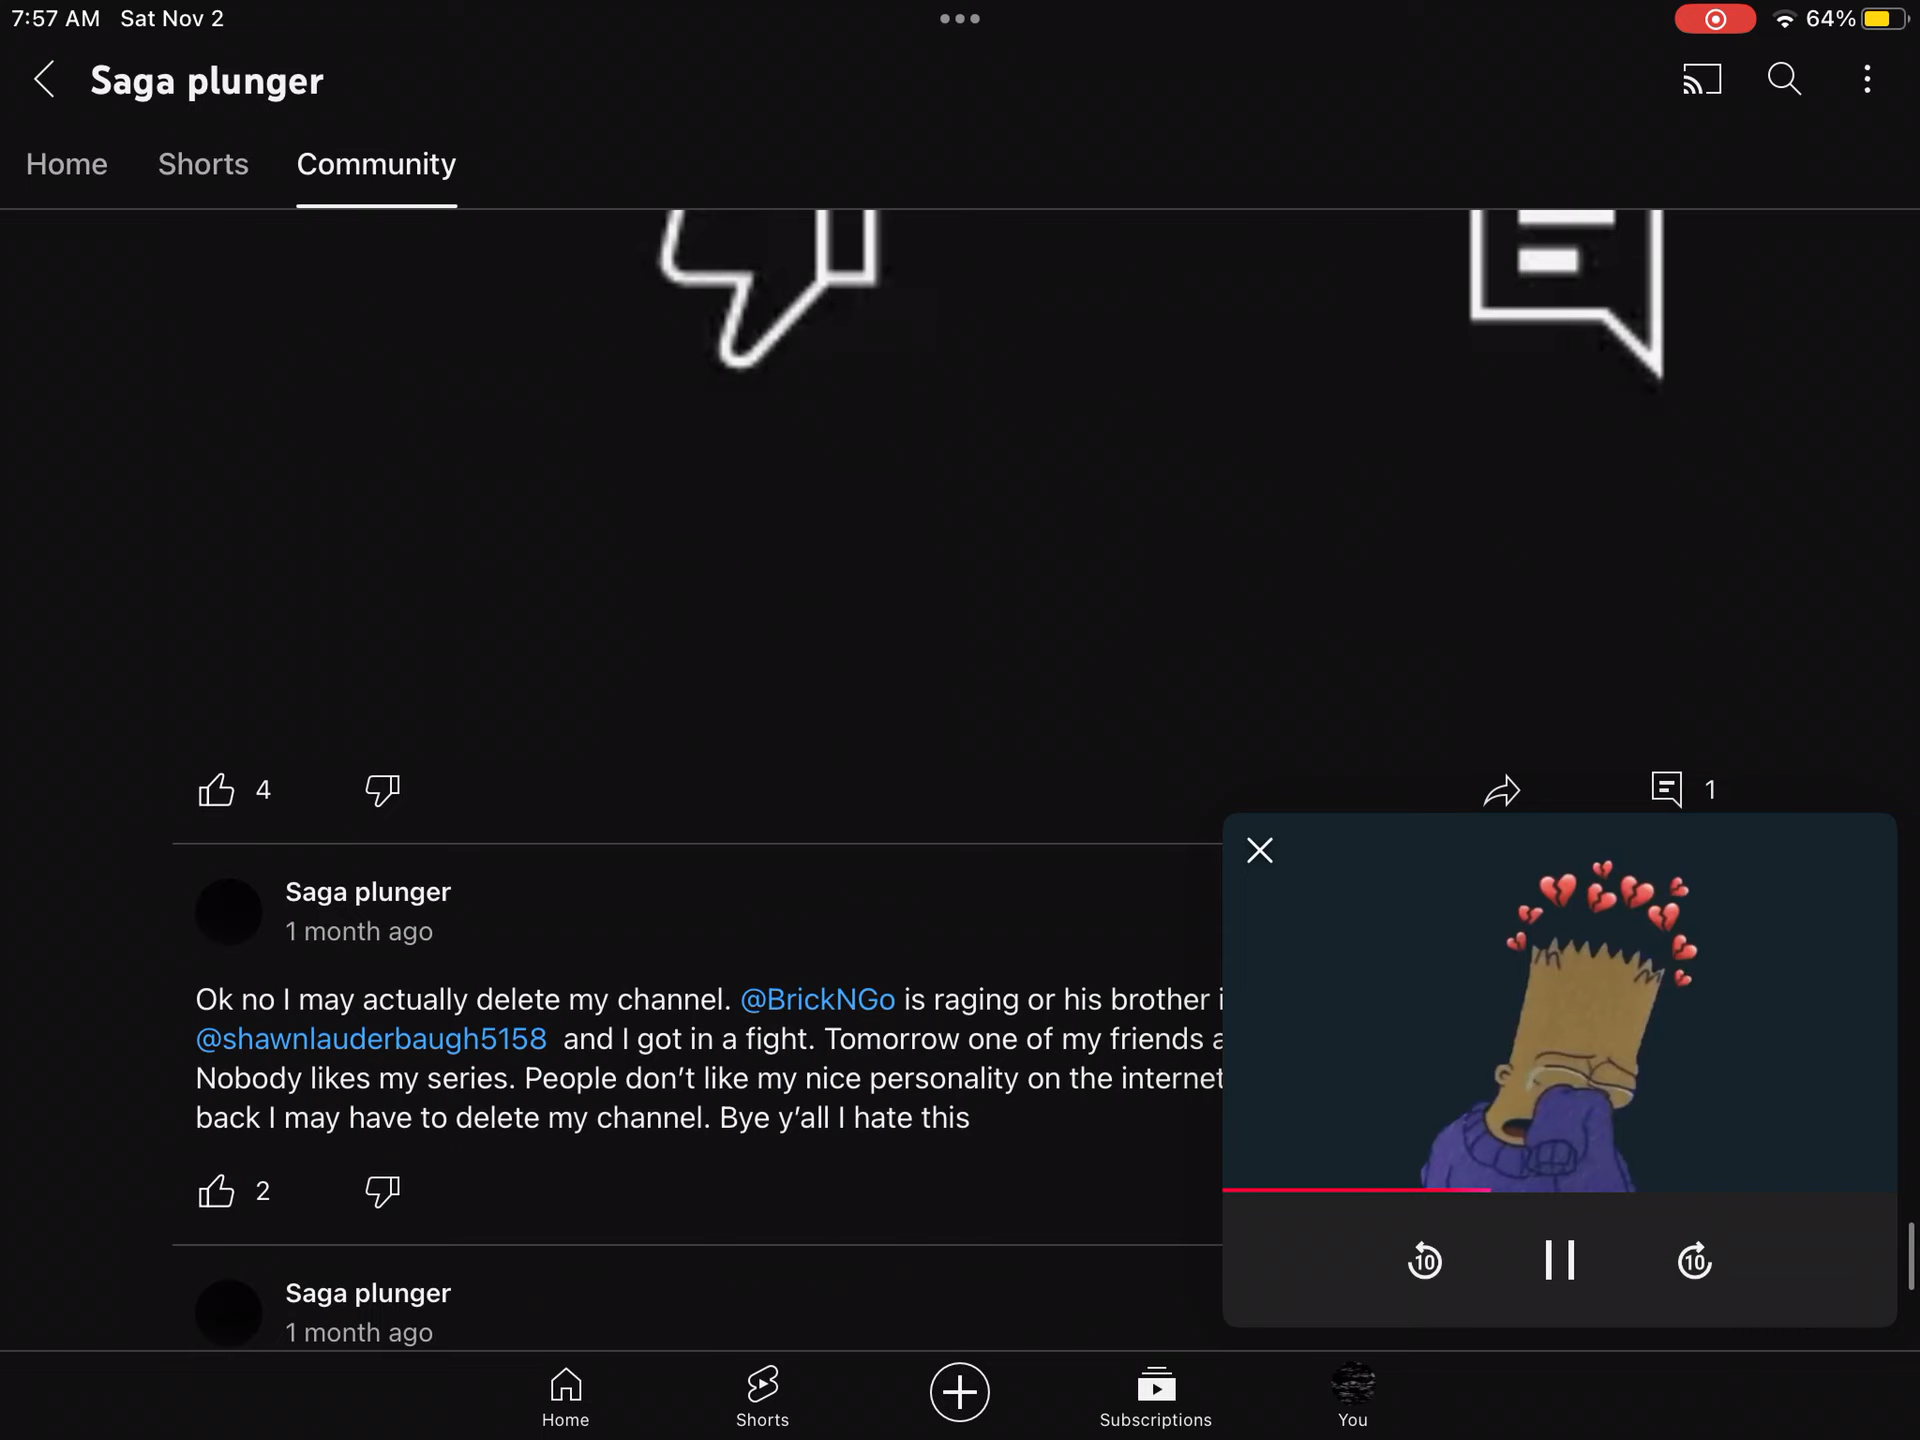 7:57 AM Sat Nov 2
64%
Saga plunger
Home Shorts Community
4
1
Saga plunger
1 month ago
Ok no I may actually delete my channel. @BrickNGo is raging or his brother i
@shawnlauderbaugh5158 and I got in a fight. Tomorrow one of my friends a
Nobody likes my series. People don’t like my nice personality on the internet
back I may have to delete my channel. Bye y’all I hate this
2
10
10
Saga plunger
1 month ago
Home Shorts Subscriptions You